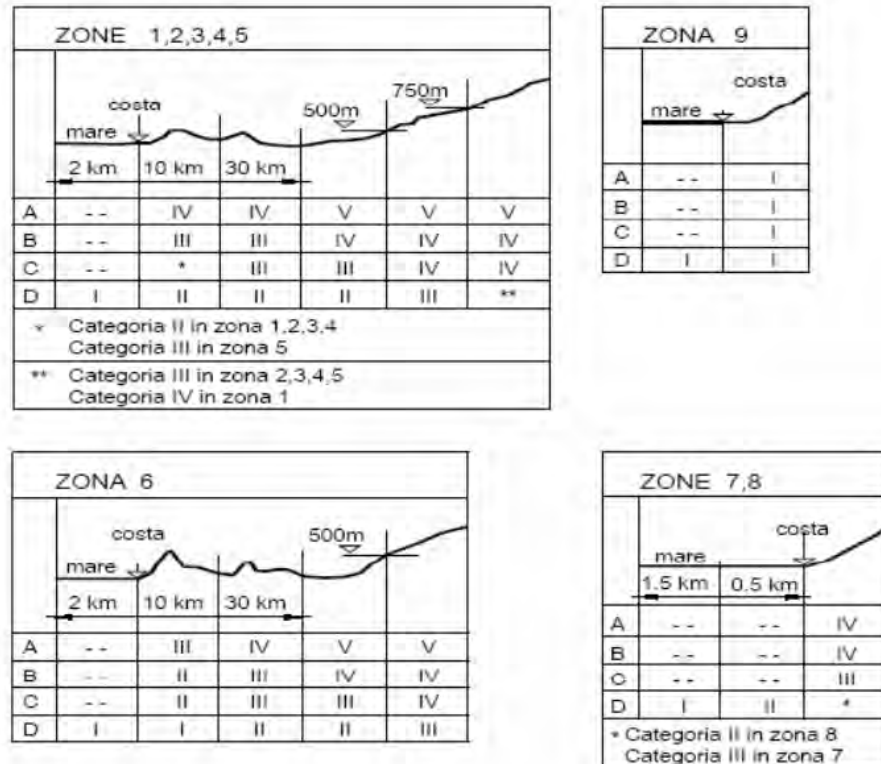 ZONE 1,2,3,4,5
costa
mare
500m
750m
2 km 10 km 30 km
A -- IV IV V V V
B -- III III IV IV IV
C -- * III III IV IV
D I II II II III **
* Categoria II in zona 1,2,3,4
Categoria III in zona 5
** Categoria III in zona 2,3,4,5
Categoria IV in zona 1
ZONA 9
costa
mare
A -- I
B -- I
C -- I
D I I
ZONA 6
costa
mare
500m
2 km 10 km 30 km
A -- III IV V V
B -- II III IV IV
C -- II III III IV
D I I II II III
ZONE 7,8
costa
mare
1.5 km 0.5 km
A -- -- IV
B -- -- IV
C -- -- III
D I II *
* Categoria II in zona 8
Categoria III in zona 7